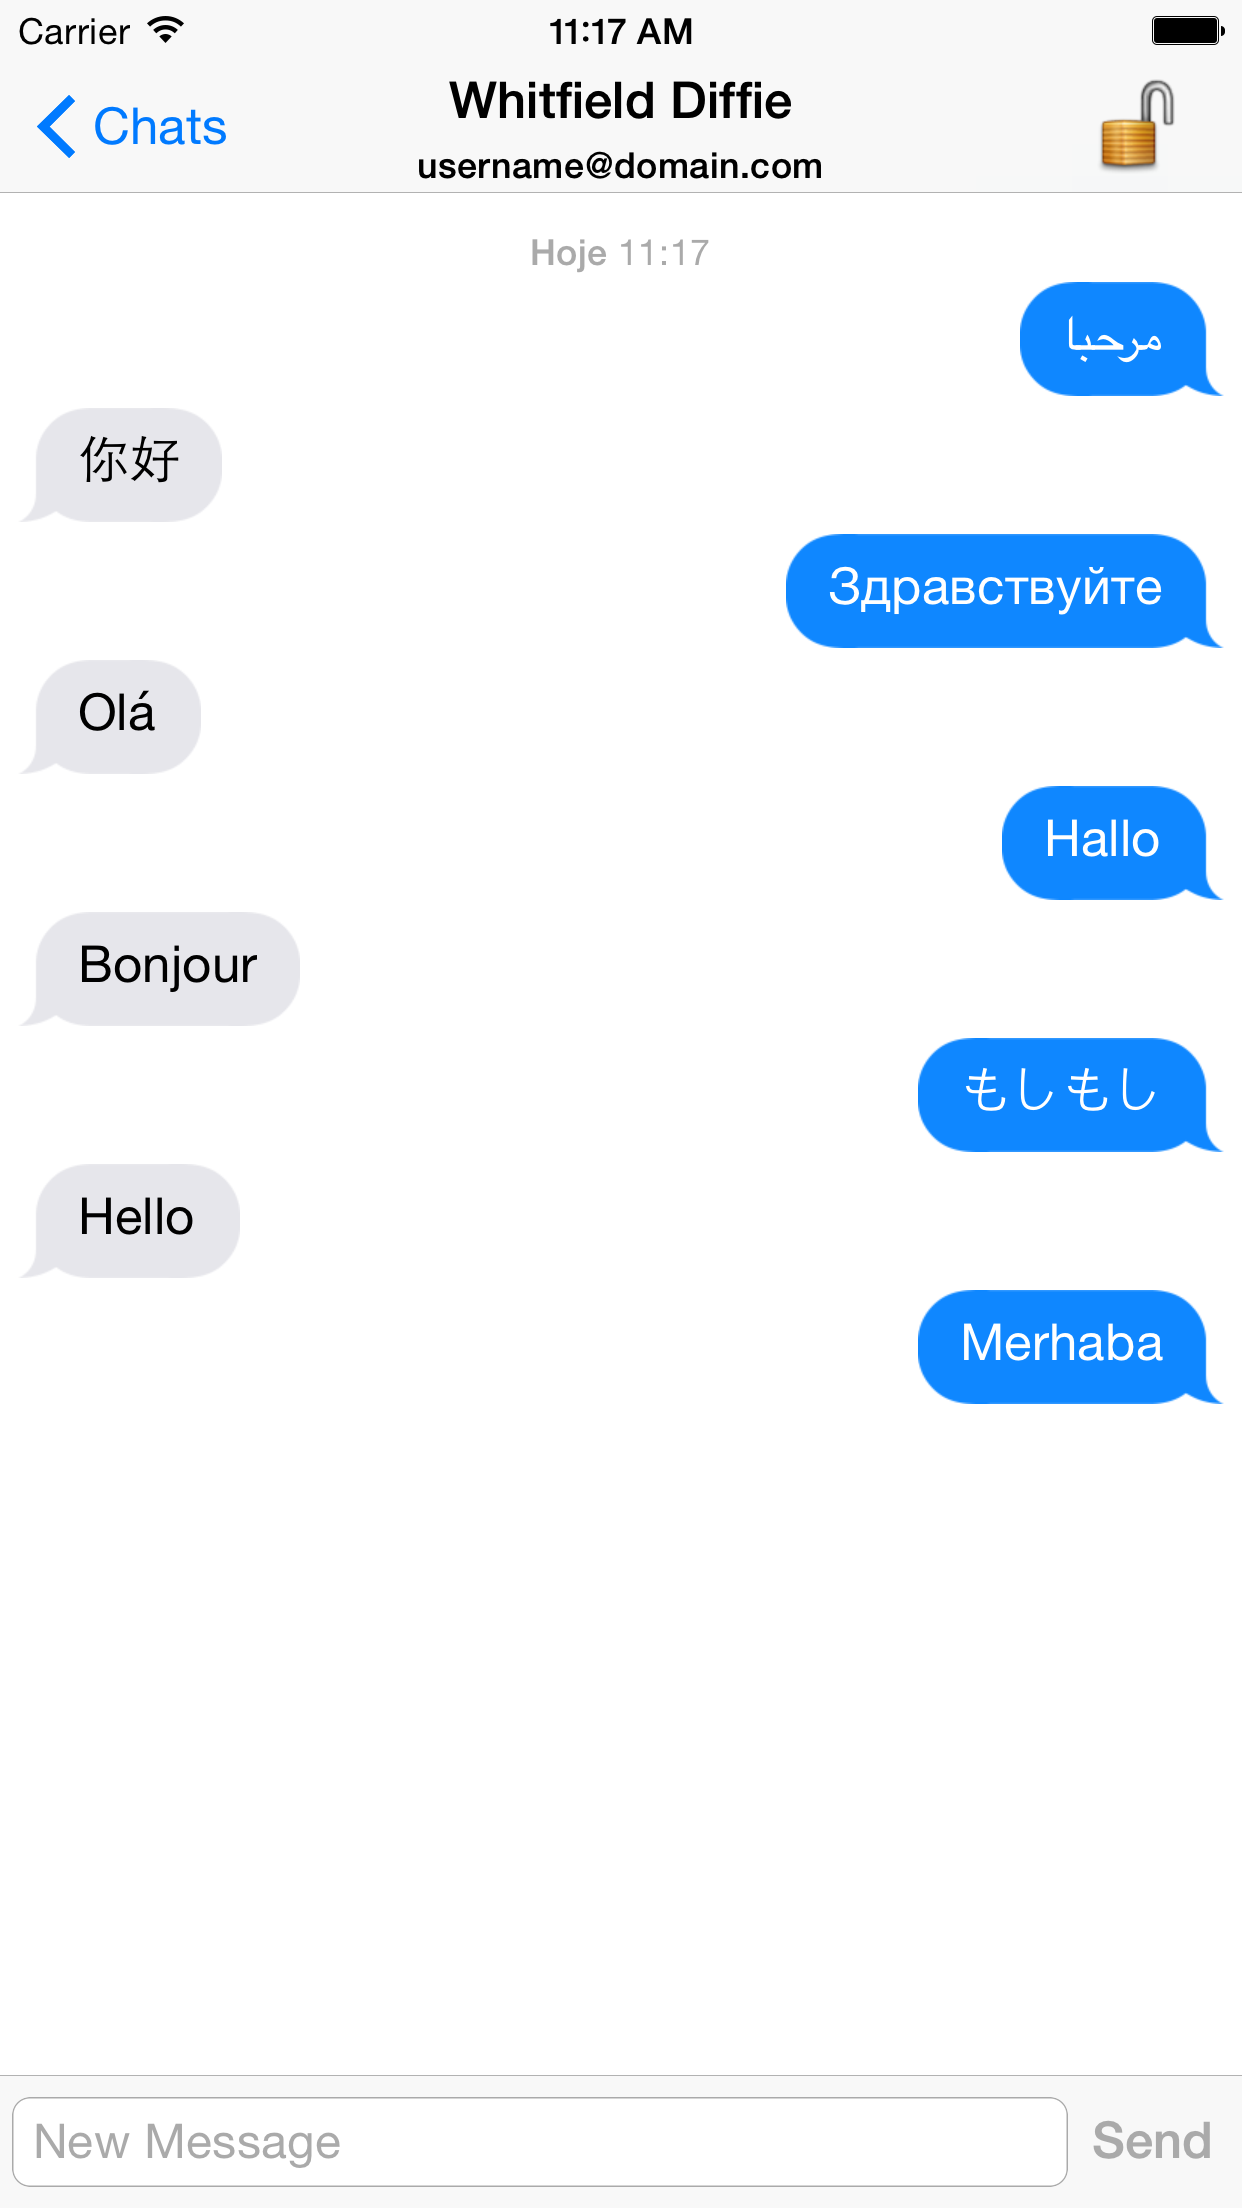 Carrier 11:17 AM
Chats
Whitfield Diffie
username@domain.com
Hoje 11:17
مرحبا
你好
Здравствуйте
Olá
Hallo
Bonjour
もしもし
Hello
Merhaba
New Message
Send